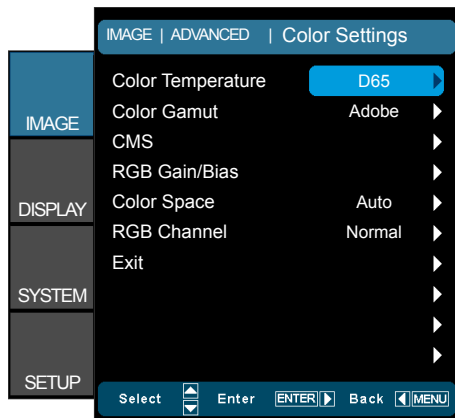 IMAGE | ADVANCED | Color Settings
Color Temperature D65
Color Gamut Adobe
CMS
RGB Gain/Bias
Color Space Auto
RGB Channel Normal
Exit
IMAGE
DISPLAY
SYSTEM
SETUP
Select Enter ENTER Back MENU